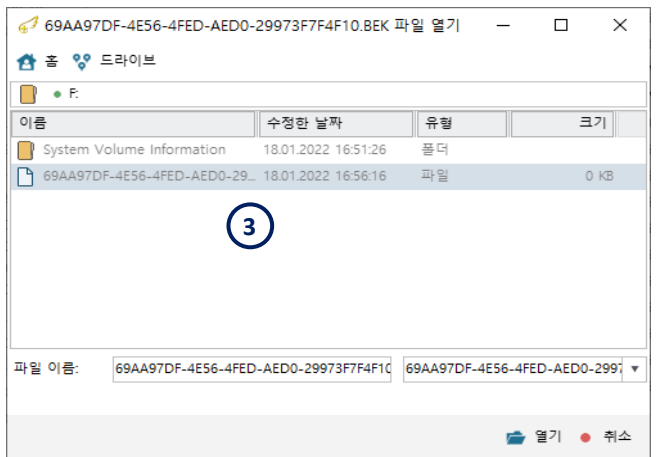 69AA97DF-4E56-4FED-AED0-29973F7F4F10.BEK 파일 열기
홈 드라이브
F:
이름 수정한 날짜 유형 크기
System Volume Information 18.01.2022 16:51:26 폴더
69AA97DF-4E56-4FED-AED0-29... 18.01.2022 16:56:16 파일 0 KB
3
파일 이름: 69AA97DF-4E56-4FED-AED0-29973F7F4F10 69AA97DF-4E56-4FED-AED0-2997
열기 취소